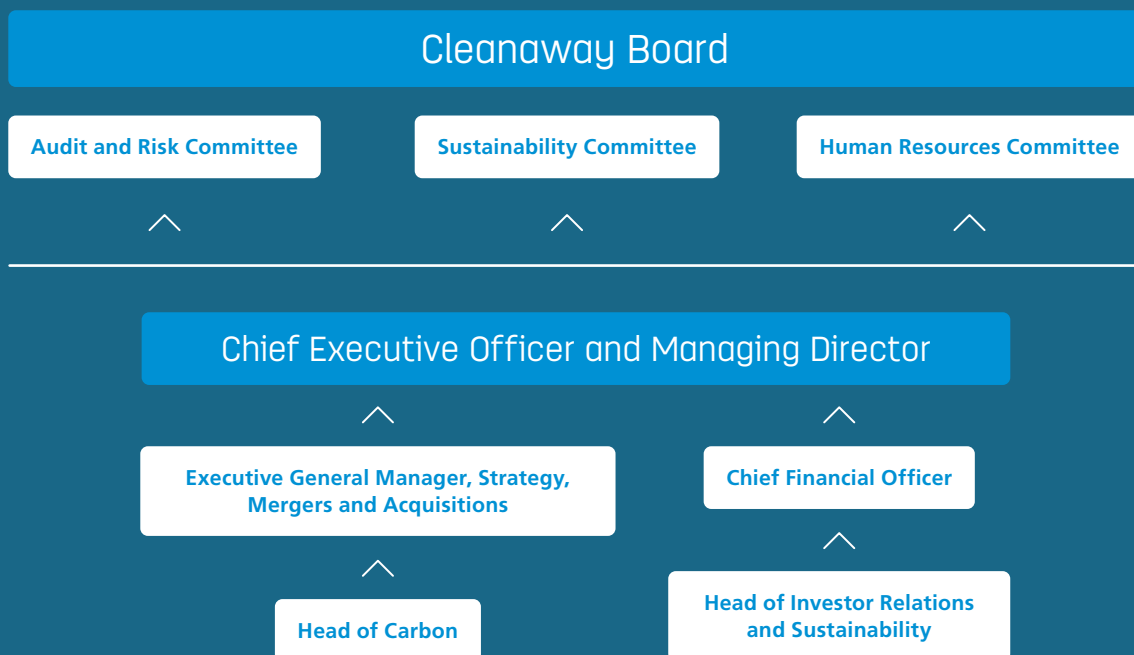 Cleanaway Board
Audit and Risk Committee
Sustainability Committee
Human Resources Committee
Chief Executive Officer and Managing Director
Executive General Manager, Strategy,
Mergers and Acquisitions
Chief Financial Officer
Head of Carbon
Head of Investor Relations
and Sustainability